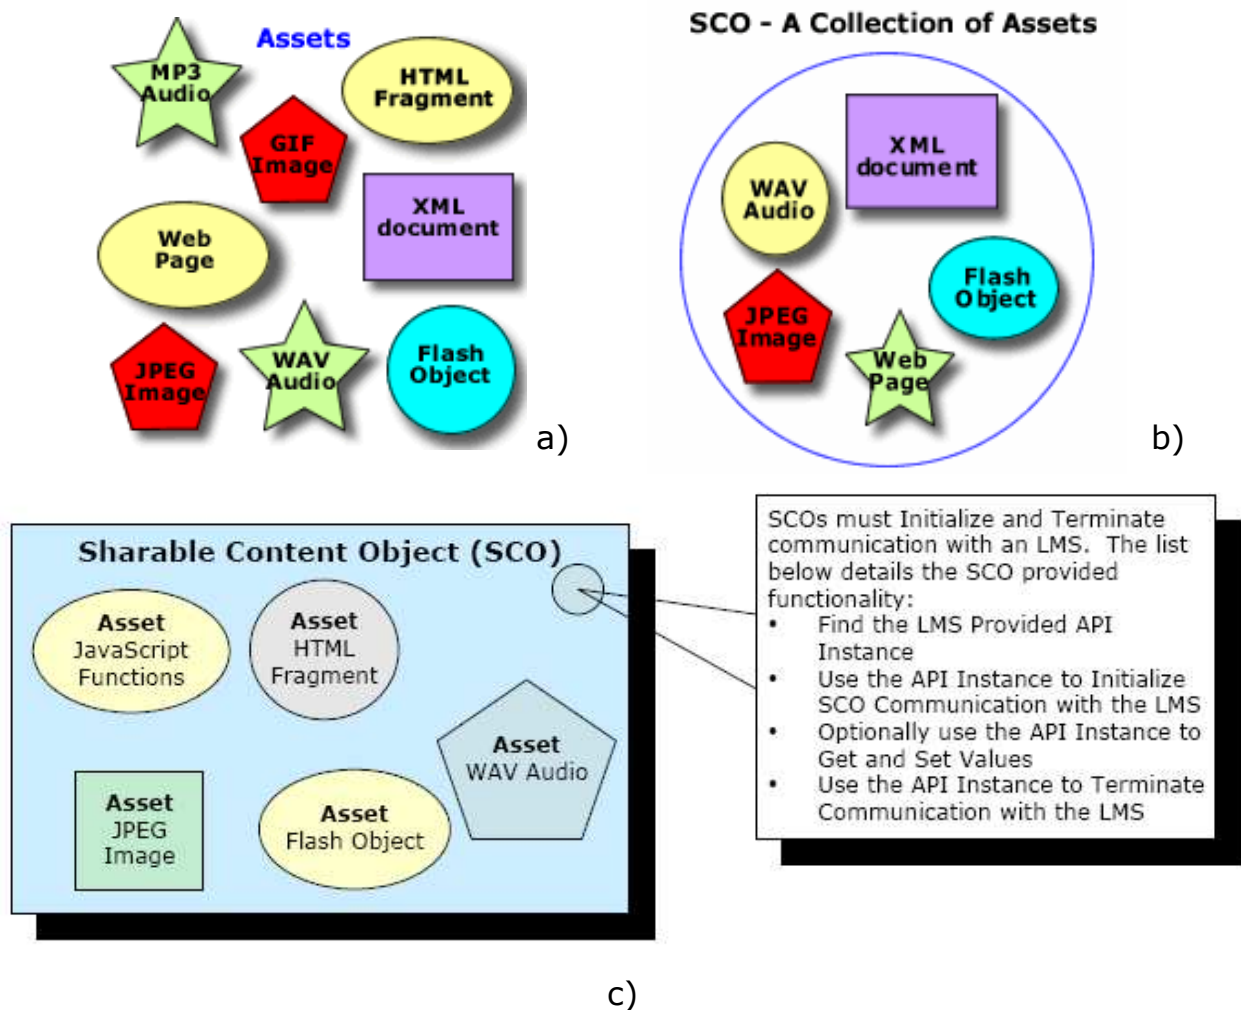 Assets
MP3
Audio
HTML
Fragment
GIF
Image
XML
document
Web
Page
JPEG
Image
WAV
Audio
Flash
Object
a)
SCO - A Collection of Assets
XML
document
WAV
Audio
Flash
Object
JPEG
Image
Web
Page
b)
Sharable Content Object (SCO)
Asset
JavaScript
Functions
Asset
HTML
Fragment
Asset
WAV Audio
Asset
JPEG
Image
Asset
Flash Object
SCOs must Initialize and Terminate
communication with an LMS.  The list
below details the SCO provided
functionality:
• Find the LMS Provided API
Instance
• Use the API Instance to Initialize
SCO Communication with the LMS
• Optionally use the API Instance to
Get and Set Values
• Use the API Instance to Terminate
Communication with the LMS
c)